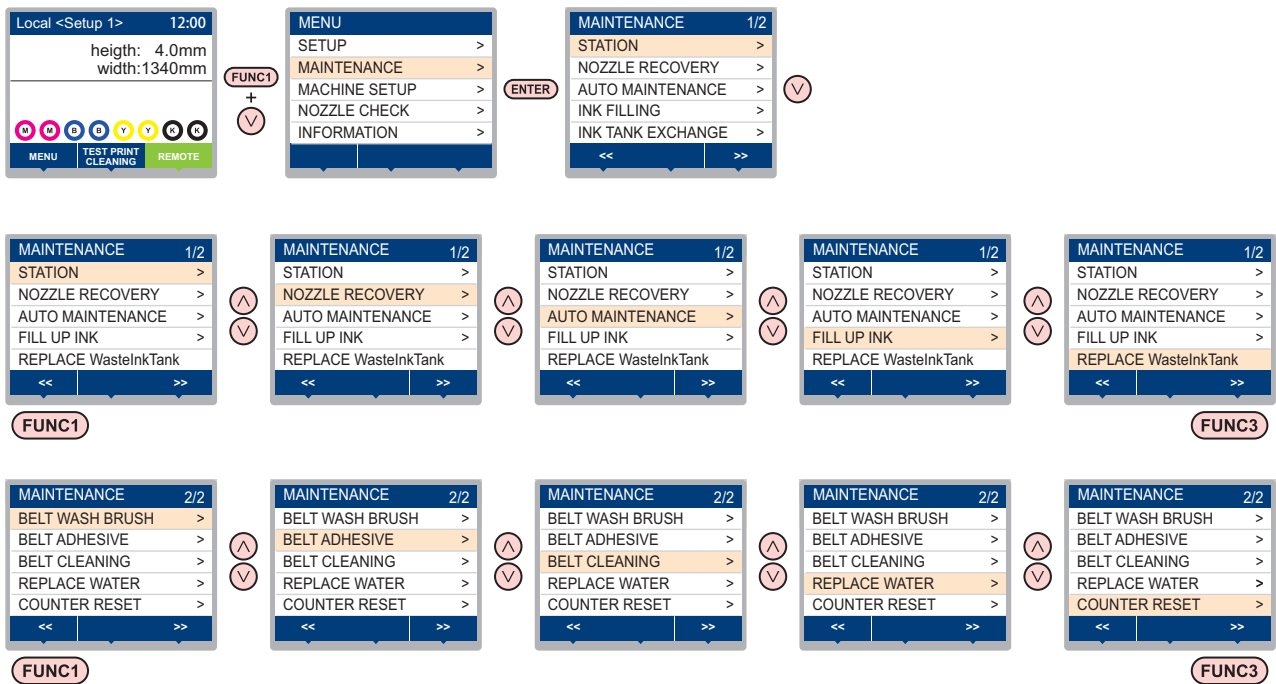 Local <Setup 1> 12:00
heigth: 4.0mm
width:1340mm
M M B B Y Y K K
MENU TEST PRINT CLEANING REMOTE
FUNC1
+
MENU
SETUP >
MAINTENANCE >
MACHINE SETUP >
NOZZLE CHECK >
INFORMATION >
ENTER
MAINTENANCE 1/2
STATION >
NOZZLE RECOVERY >
AUTO MAINTENANCE >
INK FILLING >
INK TANK EXCHANGE >
<< >>
MAINTENANCE 1/2
STATION >
NOZZLE RECOVERY >
AUTO MAINTENANCE >
FILL UP INK >
REPLACE WasteInkTank
<< >>
FUNC1
MAINTENANCE 1/2
STATION >
NOZZLE RECOVERY >
AUTO MAINTENANCE >
FILL UP INK >
REPLACE WasteInkTank
<< >>
MAINTENANCE 1/2
STATION >
NOZZLE RECOVERY >
AUTO MAINTENANCE >
FILL UP INK >
REPLACE WasteInkTank
<< >>
MAINTENANCE 1/2
STATION >
NOZZLE RECOVERY >
AUTO MAINTENANCE >
FILL UP INK >
REPLACE WasteInkTank
<< >>
MAINTENANCE 1/2
STATION >
NOZZLE RECOVERY >
AUTO MAINTENANCE >
FILL UP INK >
REPLACE WasteInkTank
<< >>
FUNC3
MAINTENANCE 2/2
BELT WASH BRUSH >
BELT ADHESIVE >
BELT CLEANING >
REPLACE WATER >
COUNTER RESET >
<< >>
FUNC1
MAINTENANCE 2/2
BELT WASH BRUSH >
BELT ADHESIVE >
BELT CLEANING >
REPLACE WATER >
COUNTER RESET >
<< >>
MAINTENANCE 2/2
BELT WASH BRUSH >
BELT ADHESIVE >
BELT CLEANING >
REPLACE WATER >
COUNTER RESET >
<< >>
MAINTENANCE 2/2
BELT WASH BRUSH >
BELT ADHESIVE >
BELT CLEANING >
REPLACE WATER >
COUNTER RESET >
<< >>
MAINTENANCE 2/2
BELT WASH BRUSH >
BELT ADHESIVE >
BELT CLEANING >
REPLACE WATER >
COUNTER RESET >
<< >>
FUNC3